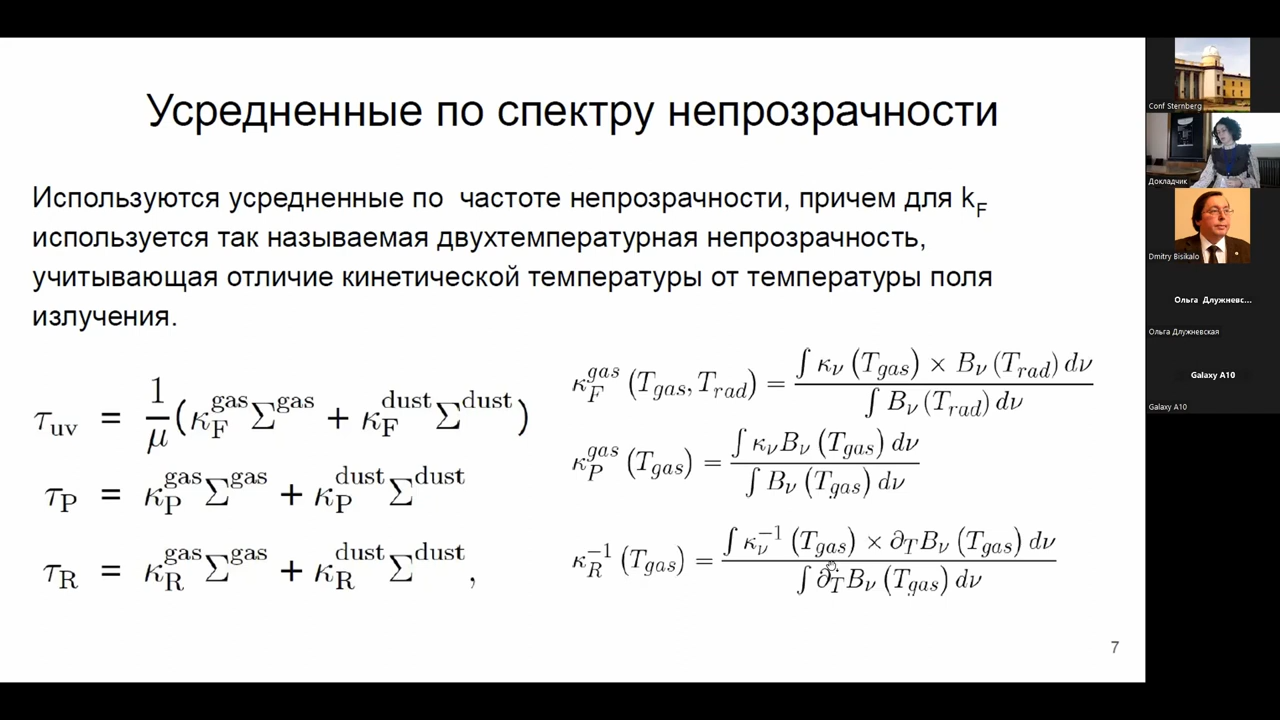 Усредненные по спектру непрозрачности
Используются усредненные по частоте непрозрачности, причем для k_F
используется так называемая двухтемпературная непрозрачность,
учитывающая отличие кинетической температуры от температуры поля
излучения.
τ_uv = 1/μ (κ_F^gas Σ^gas + κ_F^dust Σ^dust)
τ_P = κ_P^gas Σ^gas + κ_P^dust Σ^dust
τ_R = κ_R^gas Σ^gas + κ_R^dust Σ^dust ,
κ_F^gas (T_gas, T_rad) = ∫ κ_ν (T_gas) × B_ν (T_rad) dν / ∫ B_ν (T_rad) dν
κ_P^gas (T_gas) = ∫ κ_ν B_ν (T_gas) dν / ∫ B_ν (T_gas) dν
κ_R^−1 (T_gas) = ∫ κ_ν^−1 (T_gas) × ∂_T B_ν (T_gas) dν / ∫ ∂_T B_ν (T_gas) dν
7
Conf Sternberg
Докладчик
Dmitry Bisikalo
Ольга Длужневс...
Ольга Длужневская
Galaxy A10
Galaxy A10